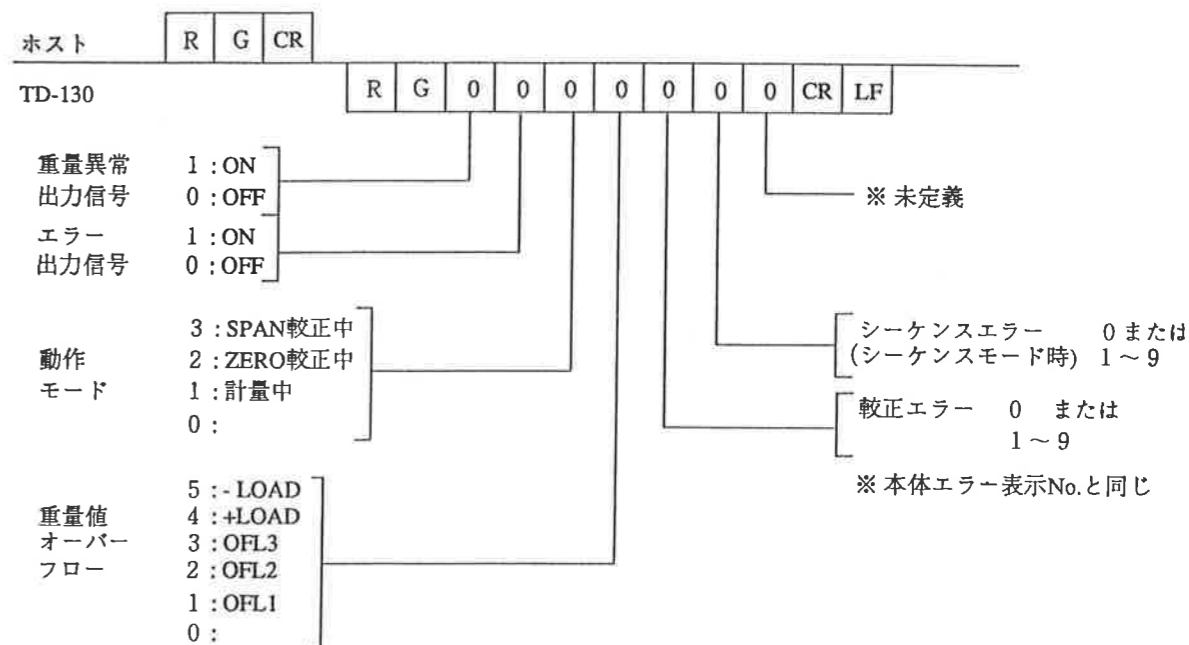 ホスト R G CR
TD-130 R G 0 0 0 0 0 0 0 CR LF
重量異常 1 : ON
出力信号 0 : OFF
エラー 1 : ON
出力信号 0 : OFF
※ 未定義
3 : SPAN較正中
動作 2 : ZERO較正中
モード 1 : 計量中
0 :
シーケンスエラー 0 または
(シーケンスモード時) 1～9
較正エラー 0 または
1～9
※ 本体エラー表示No.と同じ
5 : - LOAD
重量値 4 : +LOAD
オーバー 3 : OFL3
フロー 2 : OFL2
1 : OFL1
0 :